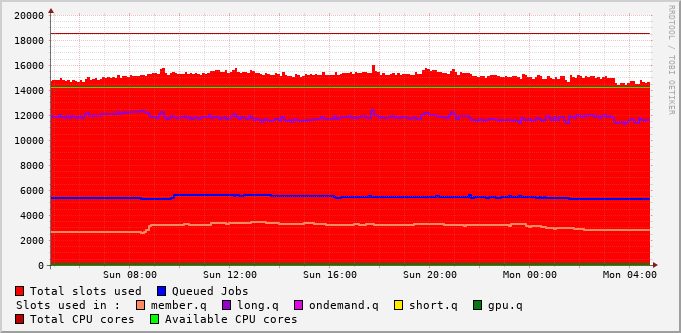 20000
18000
16000
14000
12000
10000
8000
6000
4000
2000
0
Sun 08:00 Sun 12:00 Sun 16:00 Sun 20:00 Mon 00:00 Mon 04:00
RRDTOOL / TOBI OETIKER
Total slots used Queued Jobs
Slots used in : member.q long.q ondemand.q short.q gpu.q
Total CPU cores Available CPU cores